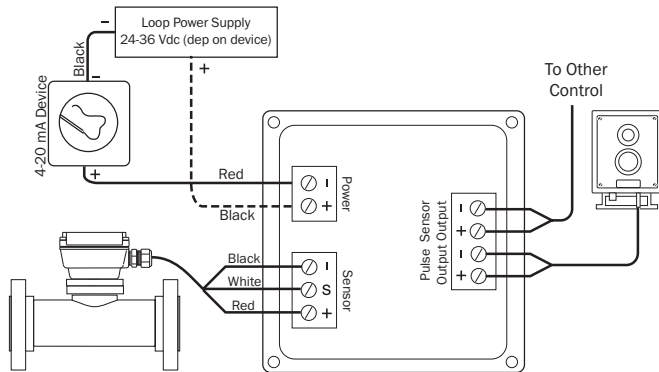 Loop Power Supply
24-36 Vdc (dep on device)
−
Black
−
+
4-20 mA Device
+
Red
Black
-
+
Power
Black
White
Red
-
S
+
Sensor
To Other
Control
-
+
-
+
Pulse Sensor
Output Output